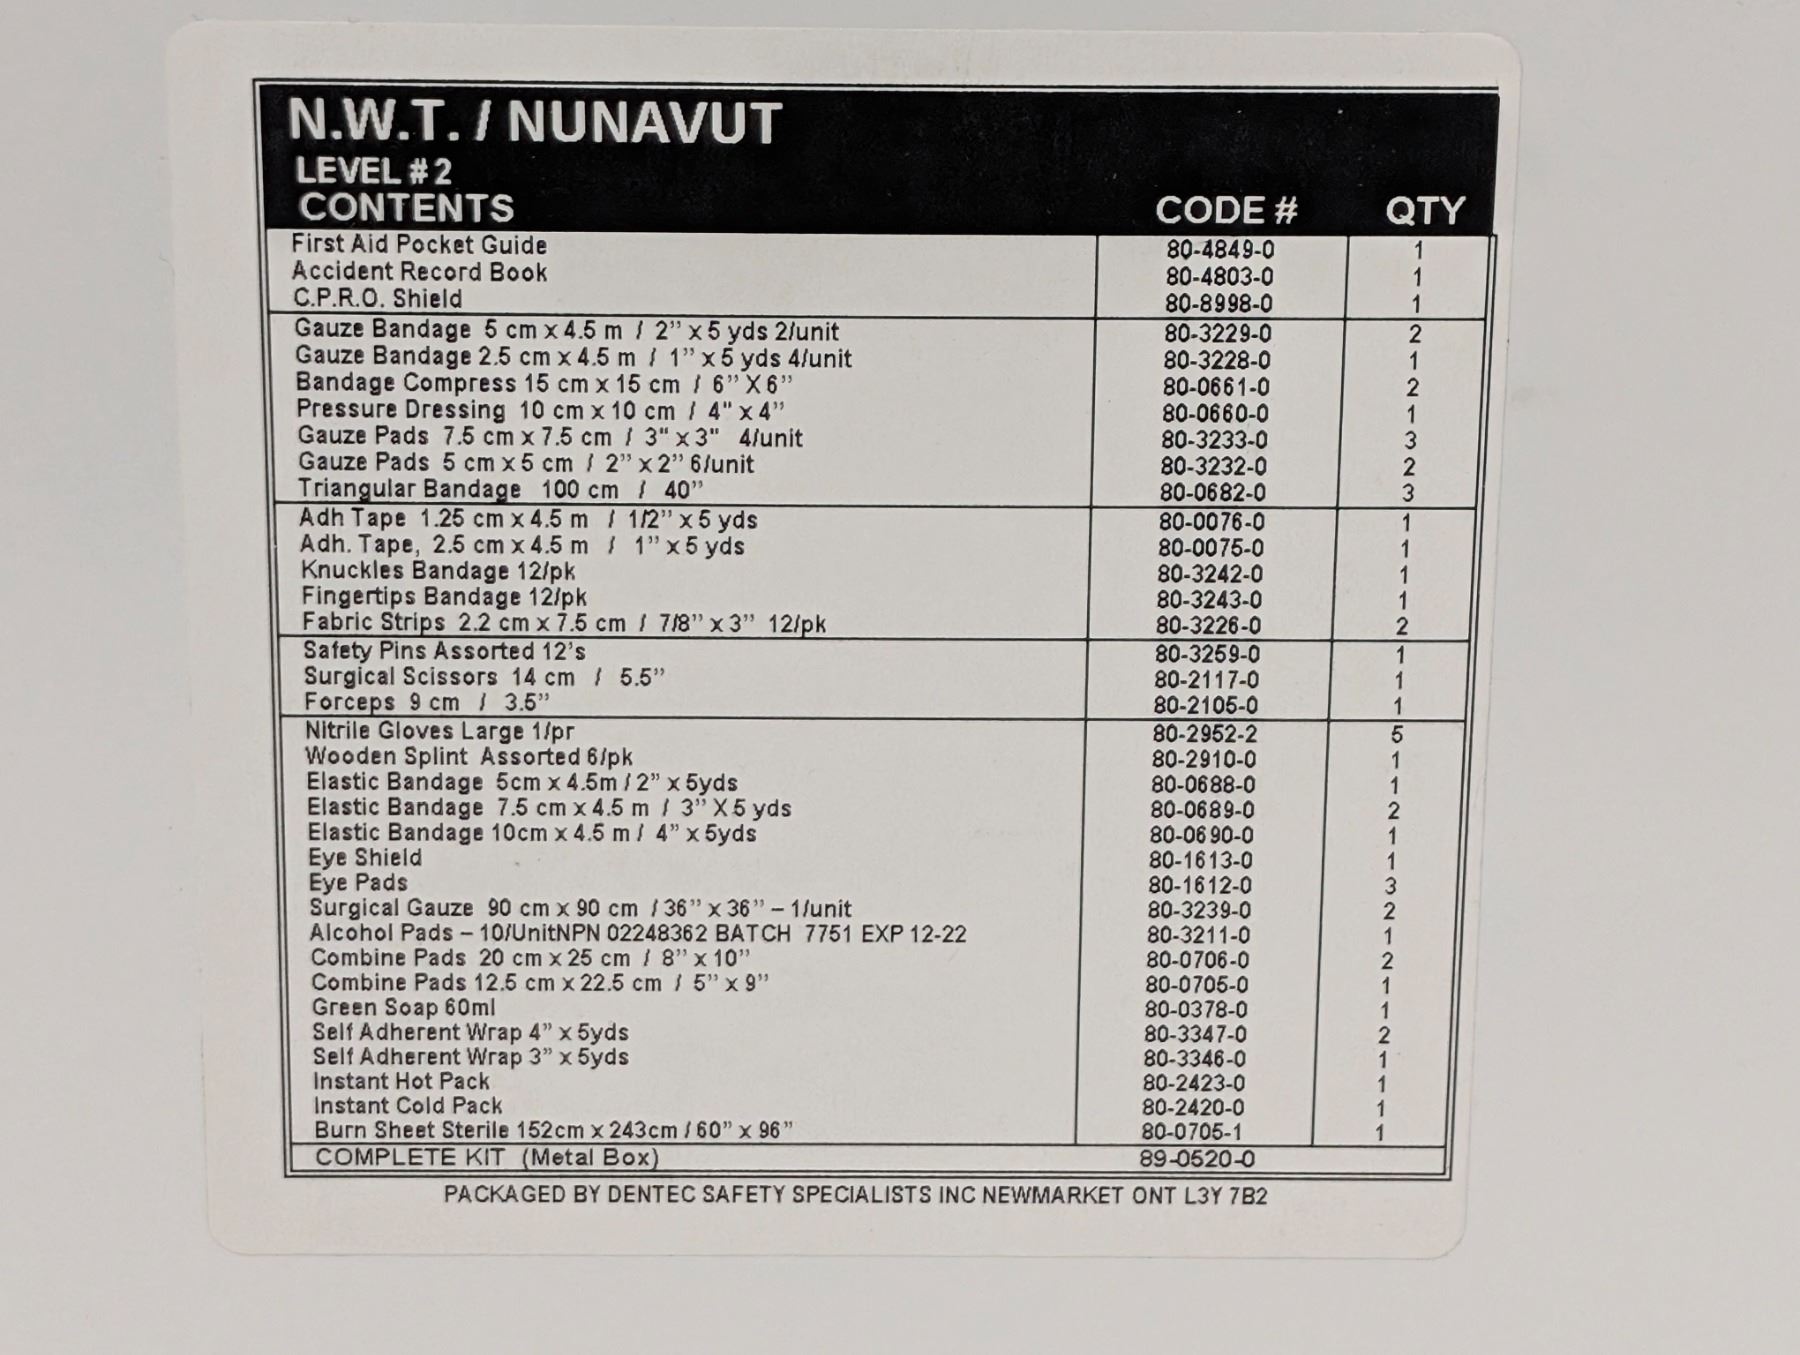 N.W.T. / NUNAVUT
LEVEL # 2
CONTENTS CODE # QTY
First Aid Pocket Guide 80-4849-0 1
Accident Record Book 80-4803-0 1
C.P.R.O. Shield 80-8998-0 1
Gauze Bandage 5 cm x 4.5 m / 2” x 5 yds 2/unit 80-3229-0 2
Gauze Bandage 2.5 cm x 4.5 m / 1” x 5 yds 4/unit 80-3228-0 1
Bandage Compress 15 cm x 15 cm / 6” X 6” 80-0661-0 2
Pressure Dressing 10 cm x 10 cm / 4" x 4” 80-0660-0 1
Gauze Pads 7.5 cm x 7.5 cm / 3" x 3" 4/unit 80-3233-0 3
Gauze Pads 5 cm x 5 cm / 2” x 2” 6/unit 80-3232-0 2
Triangular Bandage 100 cm / 40” 80-0682-0 3
Adh Tape 1.25 cm x 4.5 m / 1/2” x 5 yds 80-0076-0 1
Adh. Tape, 2.5 cm x 4.5 m / 1” x 5 yds 80-0075-0 1
Knuckles Bandage 12/pk 80-3242-0 1
Fingertips Bandage 12/pk 80-3243-0 1
Fabric Strips 2.2 cm x 7.5 cm / 7/8” x 3” 12/pk 80-3226-0 2
Safety Pins Assorted 12's 80-3259-0 1
Surgical Scissors 14 cm / 5.5” 80-2117-0 1
Forceps 9 cm / 3.5” 80-2105-0 1
Nitrile Gloves Large 1/pr 80-2952-2 5
Wooden Splint Assorted 6/pk 80-2910-0 1
Elastic Bandage 5cm x 4.5m / 2” x 5yds 80-0688-0 1
Elastic Bandage 7.5 cm x 4.5 m / 3” X 5 yds 80-0689-0 2
Elastic Bandage 10cm x 4.5 m / 4” x 5yds 80-0690-0 1
Eye Shield 80-1613-0 1
Eye Pads 80-1612-0 3
Surgical Gauze 90 cm x 90 cm / 36” x 36” – 1/unit 80-3239-0 2
Alcohol Pads – 10/UnitNPN 02248362 BATCH 7751 EXP 12-22 80-3211-0 1
Combine Pads 20 cm x 25 cm / 8” x 10” 80-0706-0 2
Combine Pads 12.5 cm x 22.5 cm / 5” x 9” 80-0705-0 1
Green Soap 60ml 80-0378-0 1
Self Adherent Wrap 4” x 5yds 80-3347-0 2
Self Adherent Wrap 3” x 5yds 80-3346-0 1
Instant Hot Pack 80-2423-0 1
Instant Cold Pack 80-2420-0 1
Burn Sheet Sterile 152cm x 243cm / 60” x 96” 80-0705-1 1
COMPLETE KIT (Metal Box) 89-0520-0
PACKAGED BY DENTEC SAFETY SPECIALISTS INC NEWMARKET ONT L3Y 7B2